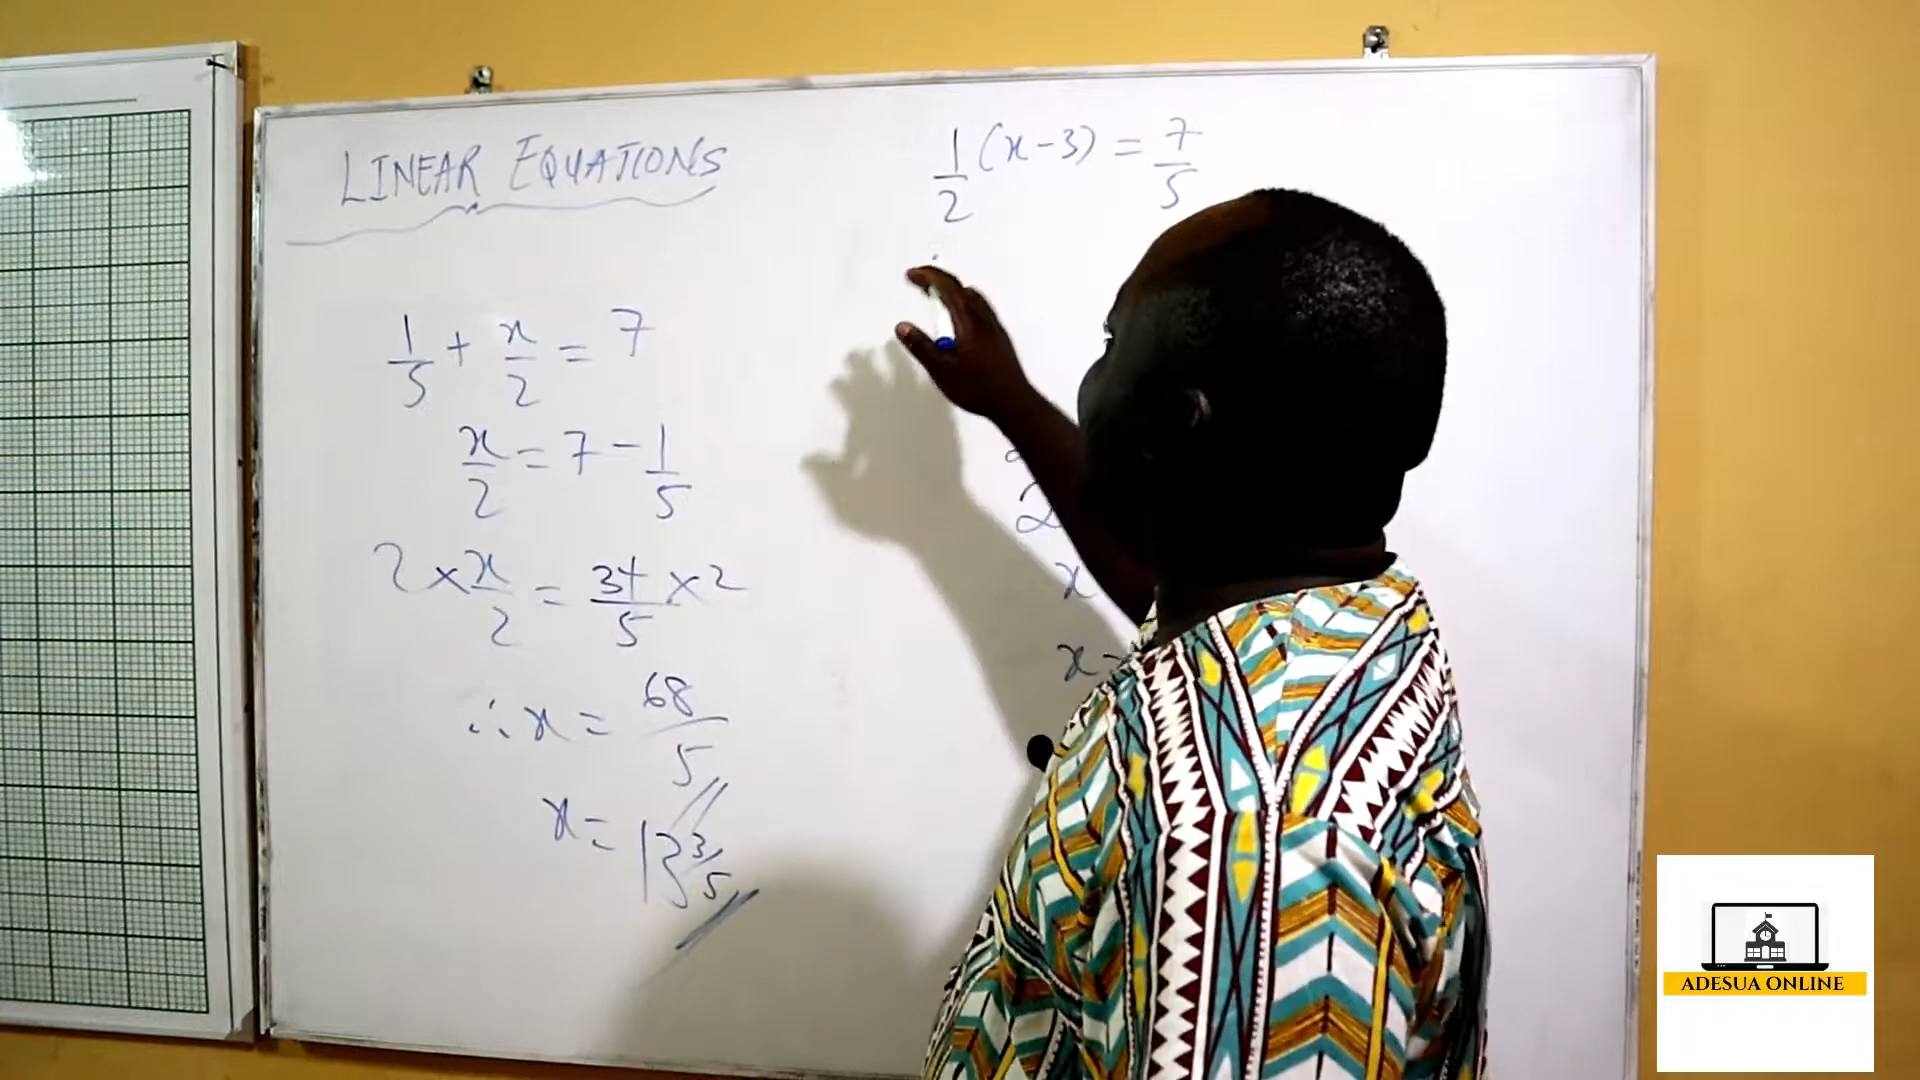 LINEAR EQUATIONS
1/5 + x/2 = 7
x/2 = 7 - 1/5
2 × x/2 = 34/5 × 2
∴ x = 68/5
x = 13 3/5
1/2 (x - 3) = 7/5
2
x
x
ADESUA ONLINE